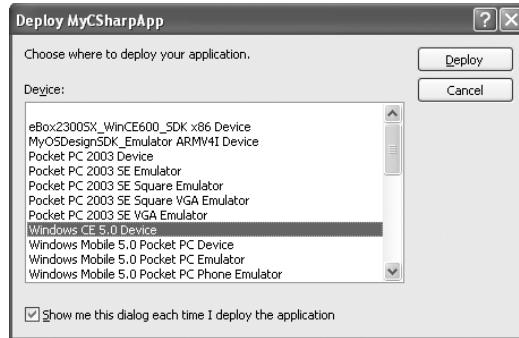 Deploy MyCSharpApp
Choose where to deploy your application.
Deploy
Cancel
Device:
eBox2300SX_WinCE600_SDK x86 Device
MyOSDesignSDK_Emulator ARMV4I Device
Pocket PC 2003 Device
Pocket PC 2003 SE Emulator
Pocket PC 2003 SE Square Emulator
Pocket PC 2003 SE Square VGA Emulator
Pocket PC 2003 SE VGA Emulator
Windows CE 5.0 Device
Windows Mobile 5.0 Pocket PC Device
Windows Mobile 5.0 Pocket PC Emulator
Windows Mobile 5.0 Pocket PC Phone Emulator
Show me this dialog each time I deploy the application